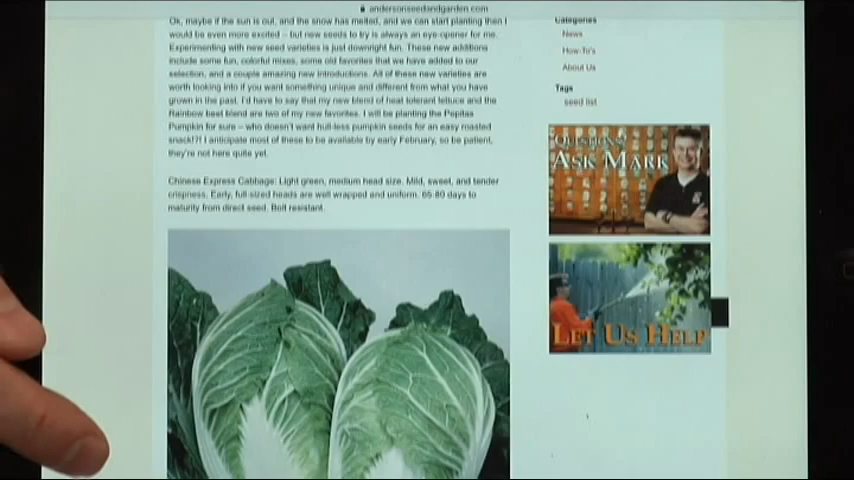 andersonseedandgarden.com
Ok, maybe if the sun is out, and the snow has melted, and we can start planting then I
would be even more excited – but new seeds to try is always an eye-opener for me.
Experimenting with new seed varieties is just downright fun. These new additions
include some fun, colorful mixes, some old favorites that we have added to our
selection, and a couple amazing new introductions. All of these new varieties are
worth looking into if you want something unique and different from what you have
grown in the past. I'd have to say that my new blend of heat tolerant lettuce and the
Rainbow beet blend are two of my new favorites. I will be planting the Pepitas
Pumpkin for sure – who doesn't want hull-less pumpkin seeds for an easy roasted
snack!?! I anticipate most of these to be available by early February, so be patient,
they're not here quite yet.
Chinese Express Cabbage: Light green, medium head size. Mild, sweet, and tender
crispness. Early, full-sized heads are well wrapped and uniform. 65-80 days to
maturity from direct seed. Bolt resistant.
Categories
News
How-To's
About Us
Tags
seed list
QUESTIONS?
ASK MARK
LET US HELP